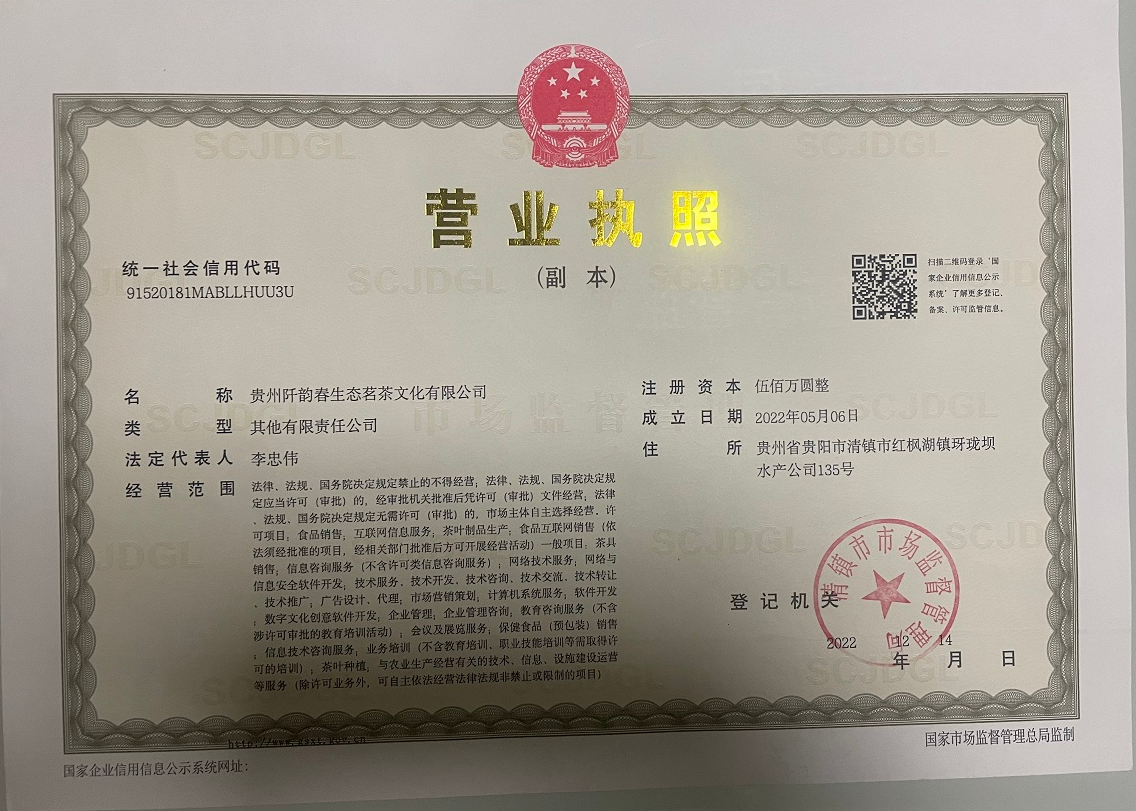 营业执照
(副 本)
统一社会信用代码
91520181MABLLHUU3U
扫描二维码登录‘国
家企业信用信息公示
系统’了解更多登记、
备案、许可监管信息。
名 称 贵州阡韵春生态茗茶文化有限公司
类 型 其他有限责任公司
法定代表人 李忠伟
经营范围 法律、法规、国务院决定规定禁止的不得经营；法律、法规、国务院决定规
定应当许可（审批）的，经审批机关批准后凭许可（审批）文件经营；法律
、法规、国务院决定规定无需许可（审批）的，市场主体自主选择经营。许
可项目：食品销售；互联网信息服务；茶叶制品生产；食品互联网销售（依
法须经批准的项目，经相关部门批准后方可开展经营活动）一般项目：茶具
销售；信息咨询服务（不含许可类信息咨询服务）；网络技术服务；网络与
信息安全软件开发；技术服务、技术开发、技术咨询、技术交流、技术转让
、技术推广；广告设计、代理；市场营销策划；计算机系统服务；软件开发
；数字文化创意软件开发；企业管理；企业管理咨询；教育咨询服务（不含
涉许可审批的教育培训活动）；会议及展览服务；保健食品（预包装）销售
；信息技术咨询服务；业务培训（不含教育培训、职业技能培训等需取得许
可的培训）；茶叶种植；与农业生产经营有关的技术、信息、设施建设运营
等服务（除许可业务外，可自主依法经营法律法规非禁止或限制的项目）
注册资本 伍佰万圆整
成立日期 2022年05月06日
住 所 贵州省贵阳市清镇市红枫湖镇玡珑坝
水产公司135号
登记机关
清镇市市场监督管理局
2022 12 14
年 月 日
国家企业信用信息公示系统网址:
国家市场监督管理总局监制
SCJDGL
市场监督